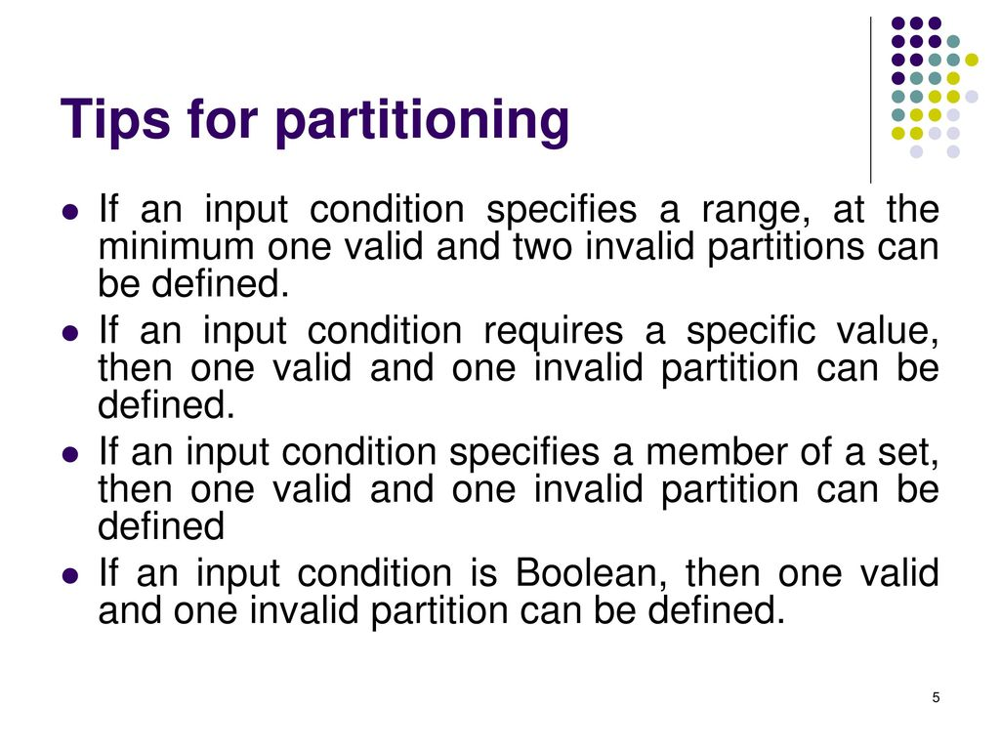 Tips for partitioning
● If an input condition specifies a range, at the
minimum one valid and two invalid partitions can
be defined.
● If an input condition requires a specific value,
then one valid and one invalid partition can be
defined.
● If an input condition specifies a member of a set,
then one valid and one invalid partition can be
defined
● If an input condition is Boolean, then one valid
and one invalid partition can be defined.
5